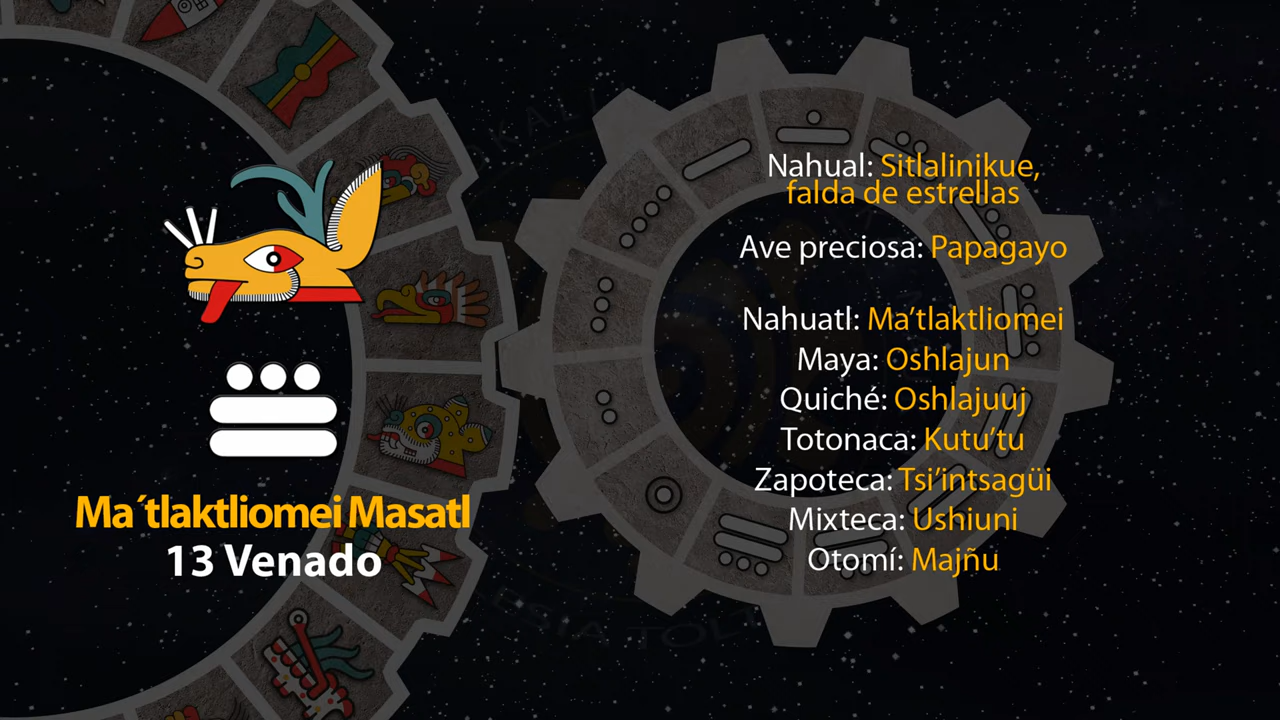 Ma´tlaktliomei Masatl
13 Venado
Nahual: Sitlalinikue,
falda de estrellas
Ave preciosa: Papagayo
Nahuatl: Ma’tlaktliomei
Maya: Oshlajun
Quiché: Oshlajuuj
Totonaca: Kutu’tu
Zapoteca: Tsi’intsagüi
Mixteca: Ushiuni
Otomí: Majñu